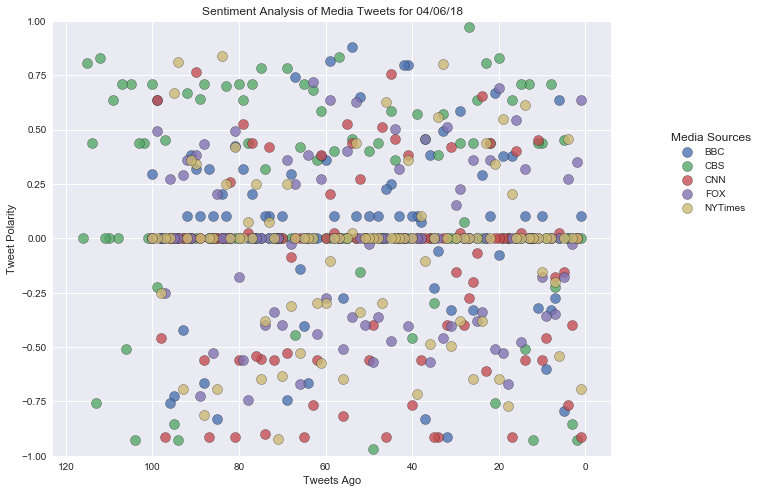 Sentiment Analysis of Media Tweets for 04/06/18
1.00
0.75
0.50
0.25
0.00
−0.25
−0.50
−0.75
−1.00
Tweet Polarity
120
100
80
60
40
20
0
Tweets Ago
Media Sources
BBC
CBS
CNN
FOX
NYTimes